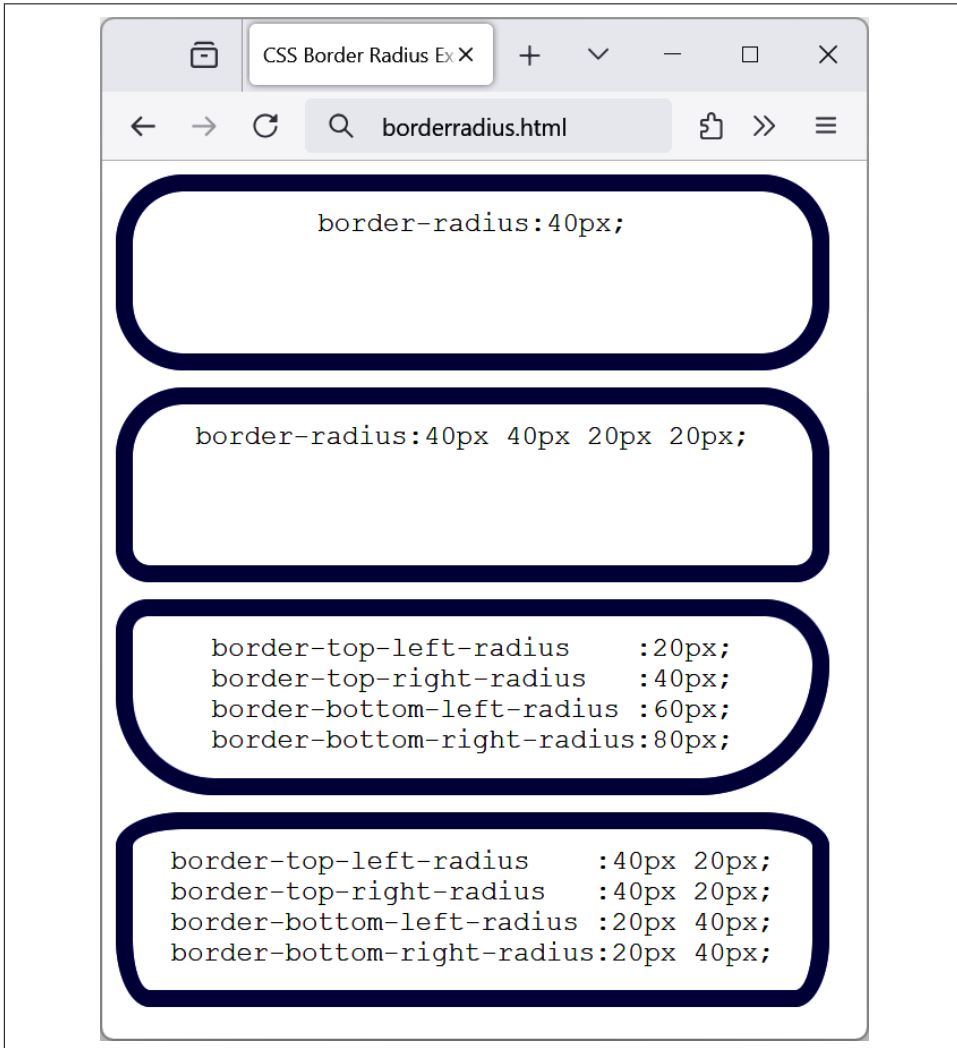 CSS Border Radius Ex
borderradius.html
border-radius:40px;
border-radius:40px 40px 20px 20px;
border-top-left-radius    :20px;
border-top-right-radius   :40px;
border-bottom-left-radius :60px;
border-bottom-right-radius:80px;
border-top-left-radius    :40px 20px;
border-top-right-radius   :40px 20px;
border-bottom-left-radius :20px 40px;
border-bottom-right-radius:20px 40px;